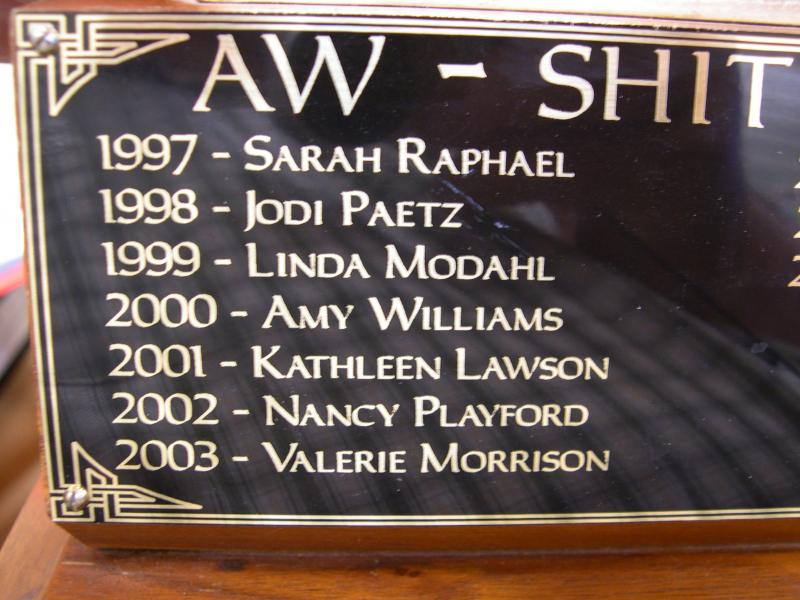 AW - SHIT
1997 - SARAH RAPHAEL
1998 - JODI PAETZ
1999 - LINDA MODAHL
2000 - AMY WILLIAMS
2001 - KATHLEEN LAWSON
2002 - NANCY PLAYFORD
2003 - VALERIE MORRISON